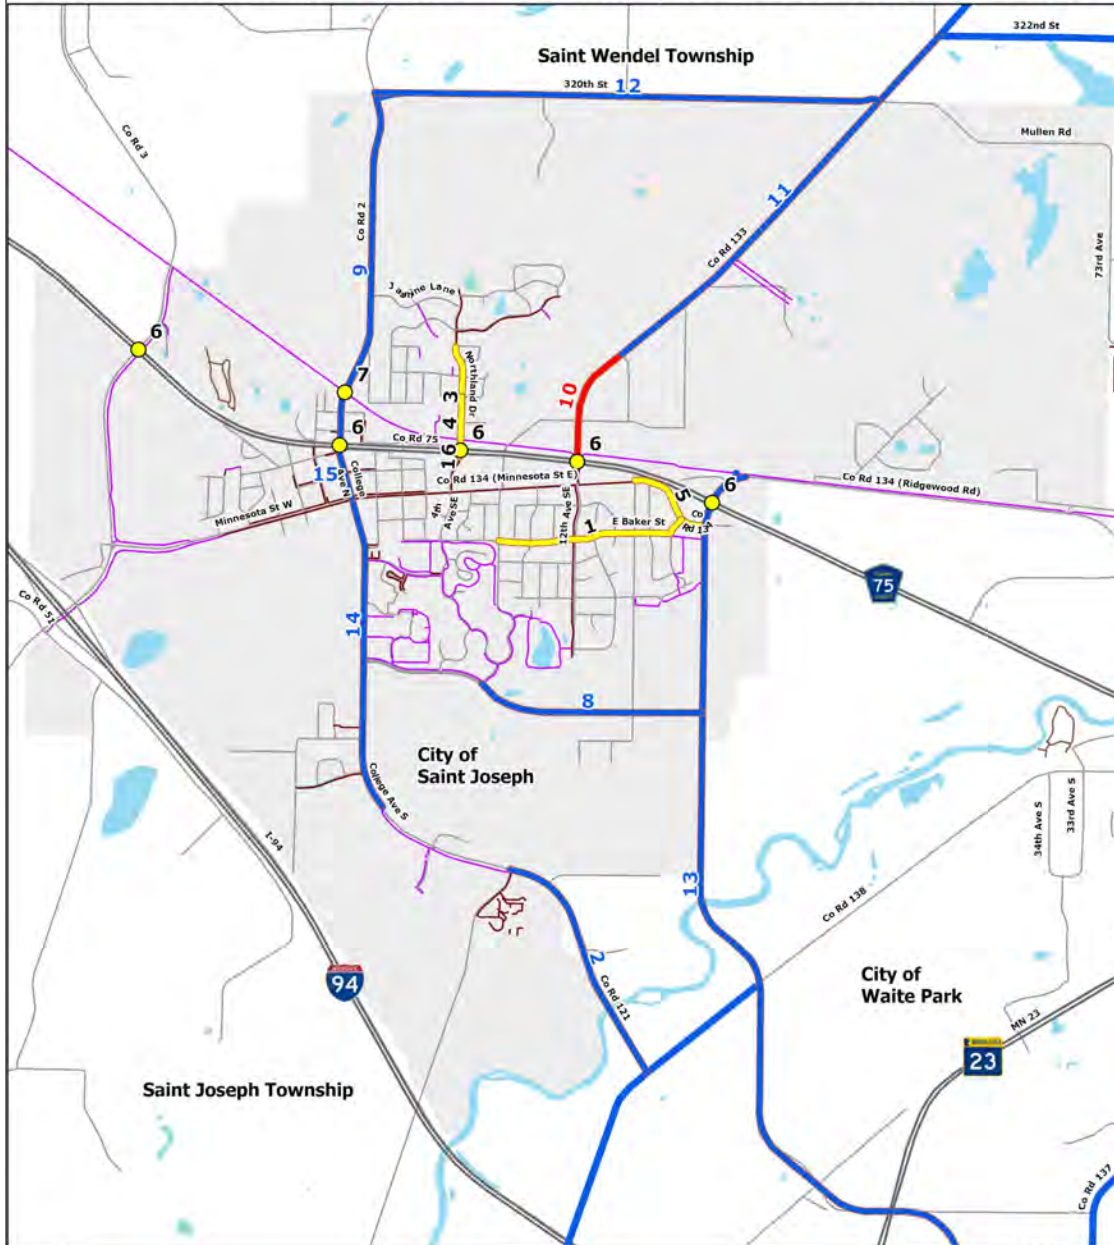 322nd St
Saint Wendel Township
320th St
12
Mullen Rd
Co Rd 3
11
Co Rd 2
Co Rd 133
73rd Ave
9
Jasmine Lane
6
Northland Dr
7
10
3
4
6
Co Rd 75
6
6
16
15
College
Ave N
Co Rd 134 (Minnesota St E)
Co Rd 134 (Ridgewood Rd)
6
5
Minnesota St W
4th
Ave SE
12th Ave SE
1
E Baker St
Co
Rd 134
75
Co Rd 51
14
8
City of
Saint Joseph
College Ave S
I-94
34th Ave S
33rd Ave S
13
Co Rd 138
2
Co Rd 121
94
City of
Waite Park
MN 23
23
Saint Joseph Township
Co Rd 137